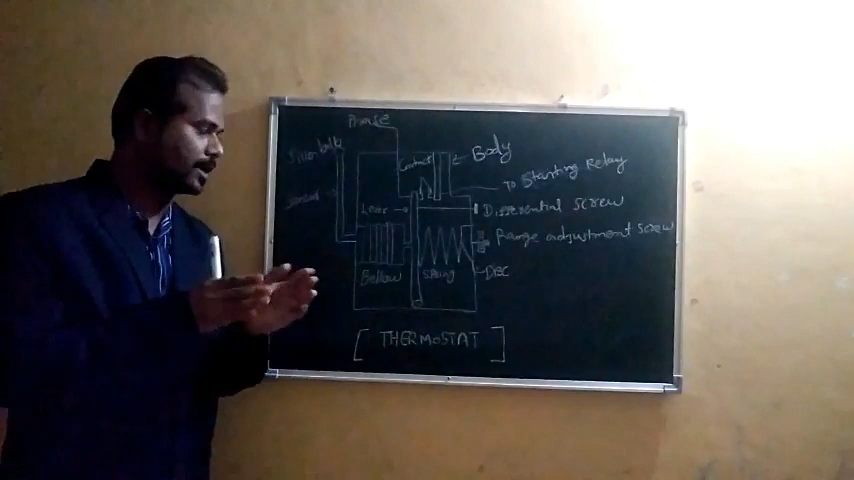 Phase
Contact
Body
To Starting Relay
Lever
Differential Screw
Range adjustment Screw
Bellow
Spring
Disc
[THERMOSTAT]